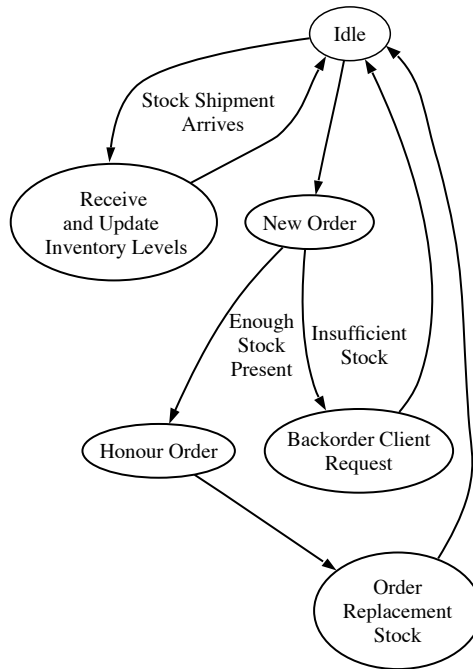 Idle
Stock Shipment
Arrives
Receive
and Update
Inventory Levels
New Order
Enough
Stock
Present
Insufficient
Stock
Honour Order
Backorder Client
Request
Order
Replacement
Stock